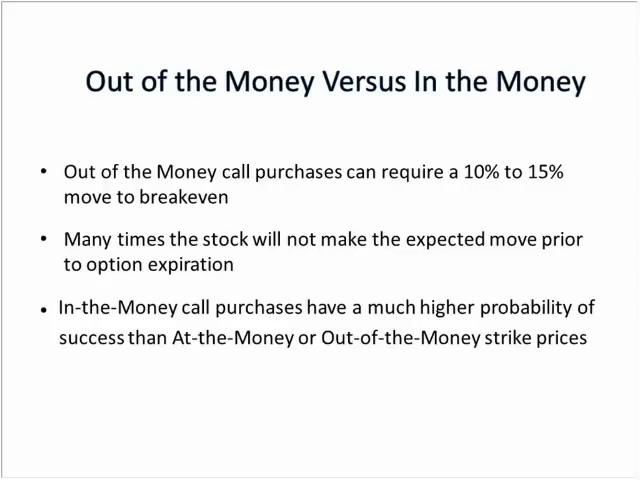 Out of the Money Versus In the Money
• Out of the Money call purchases can require a 10% to 15%
move to breakeven
• Many times the stock will not make the expected move prior
to option expiration
• In-the-Money call purchases have a much higher probability of
success than At-the-Money or Out-of-the-Money strike prices